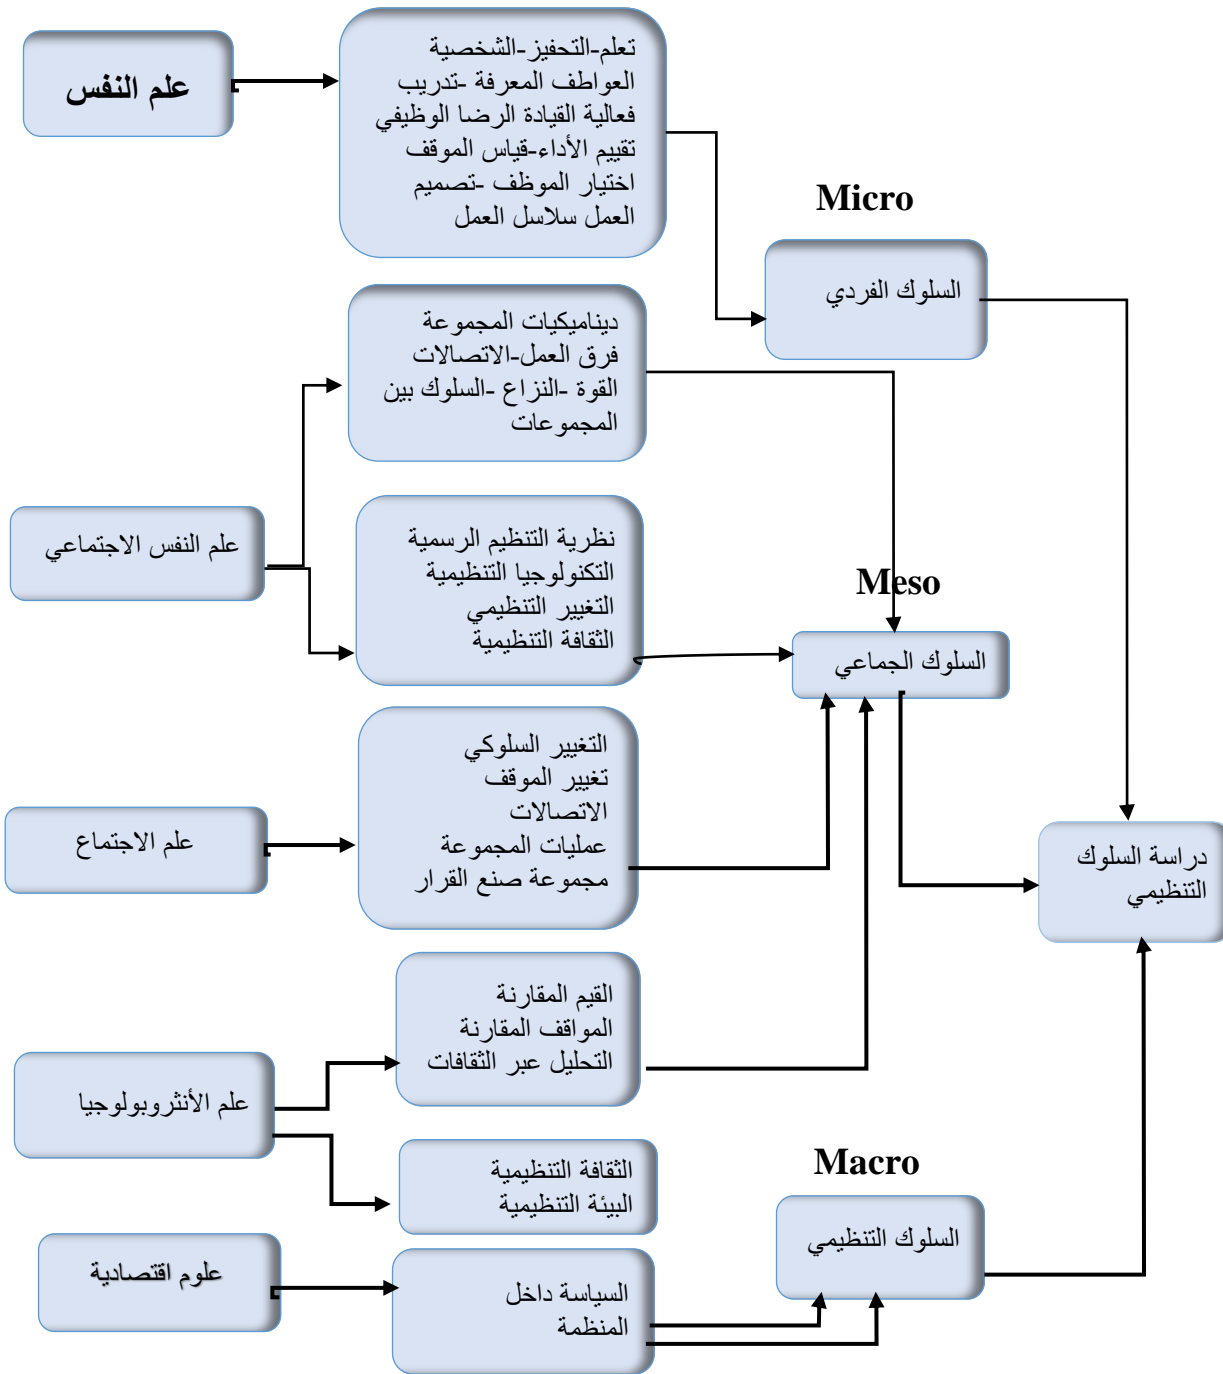 علم النفس
تعلم-التحفيز-الشخصية
العواطف المعرفة -تدريب
فعالية القيادة الرضا الوظيفي
تقييم الأداء-قياس الموقف
اختيار الموظف -تصميم
العمل سلاسل العمل
Micro
السلوك الفردي
ديناميكيات المجموعة
فرق العمل-الاتصالات
القوة -النزاع -السلوك بين
المجموعات
علم النفس الاجتماعي
نظرية التنظيم الرسمية
التكنولوجيا التنظيمية
التغيير التنظيمي
الثقافة التنظيمية
Meso
السلوك الجماعي
علم الاجتماع
التغيير السلوكي
تغيير الموقف
الاتصالات
عمليات المجموعة
مجموعة صنع القرار
دراسة السلوك
التنظيمي
علم الأنثروبولوجيا
القيم المقارنة
المواقف المقارنة
التحليل عبر الثقافات
الثقافة التنظيمية
البيئة التنظيمية
Macro
السلوك التنظيمي
علوم اقتصادية
السياسة داخل
المنظمة